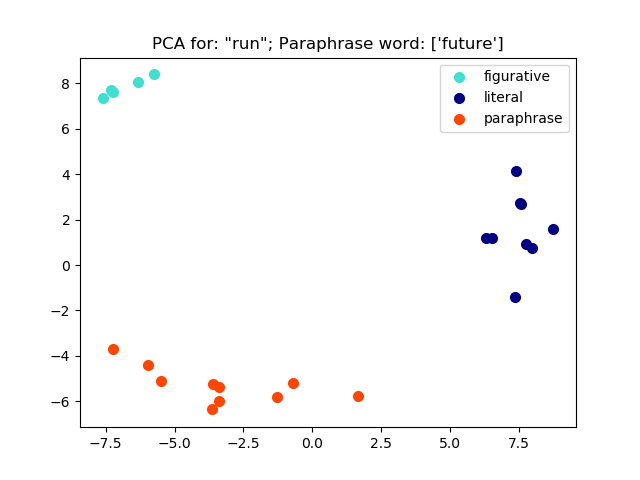 PCA for: "run"; Paraphrase word: ['future']
figurative
literal
paraphrase
8
6
4
2
0
−2
−4
−6
−7.5 −5.0 −2.5 0.0 2.5 5.0 7.5